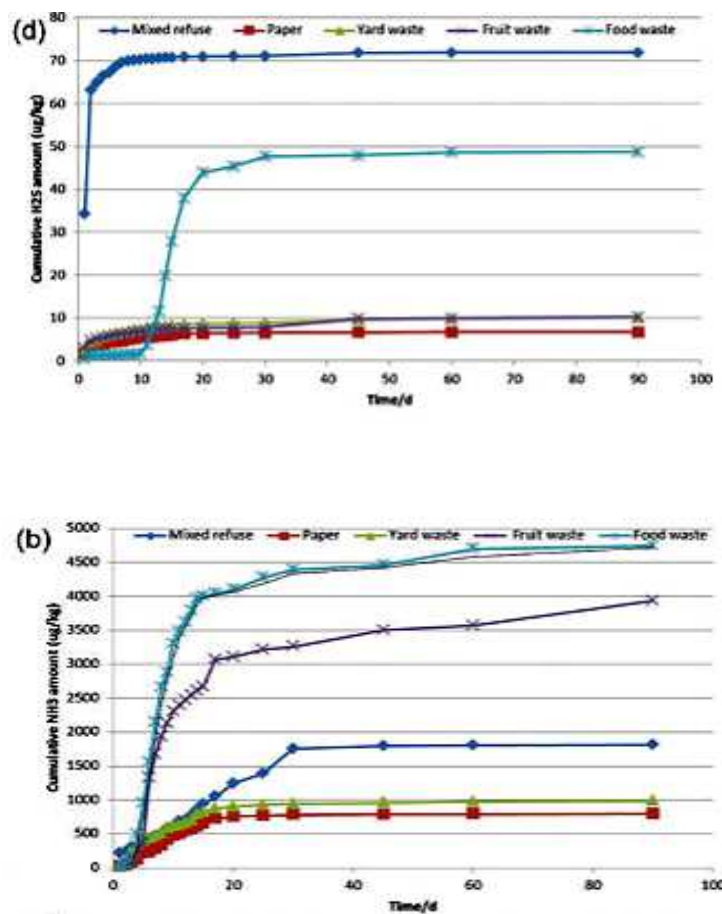 (d)
Mixed refuse Paper Yard waste Fruit waste Food waste
80
70
60
50
40
30
20
10
0
Cumulative H2S amount (ug/kg)
0 10 20 30 40 50 60 70 80 90 100
Time/d
(b)
Mixed refuse Paper Yard waste Fruit waste Food waste
5000
4500
4000
3500
3000
2500
2000
1500
1000
500
0
Cumulative NH3 amount (ug/kg)
0 20 40 60 80 100
Time/d